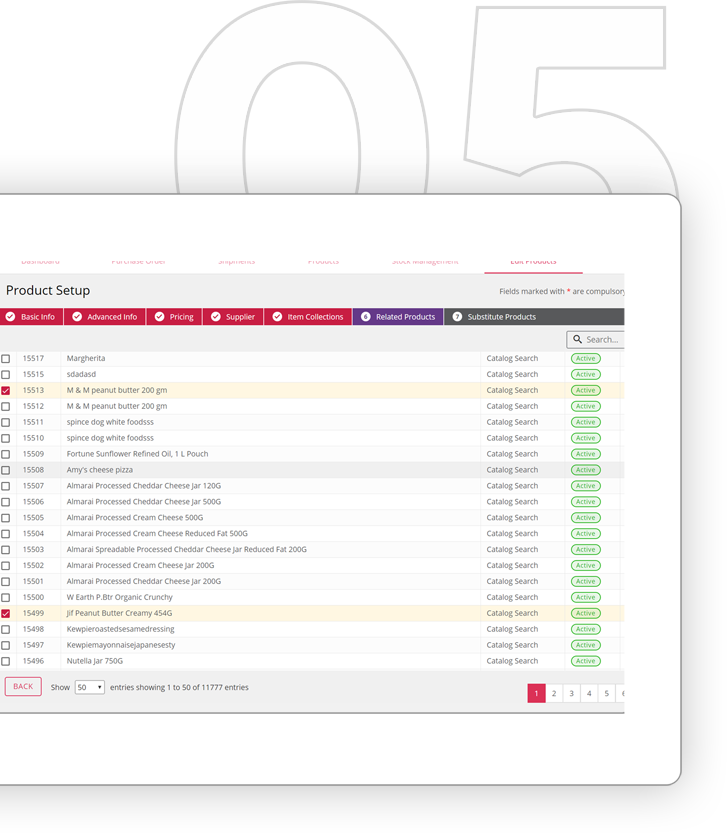 05
Dashboard Purchase Order Shipments Products Stock Management Edit Products
Product Setup
Fields marked with * are compulsory
Basic Info Advanced Info Pricing Supplier Item Collections 6 Related Products 7 Substitute Products
Search...
15517 Margherita Catalog Search Active
15515 sdadasd Catalog Search Active
15513 M & M peanut butter 200 gm Catalog Search Active
15512 M & M peanut butter 200 gm Catalog Search Active
15511 spince dog white foodsss Catalog Search Active
15510 spince dog white foodsss Catalog Search Active
15509 Fortune Sunflower Refined Oil, 1 L Pouch Catalog Search Active
15508 Amy's cheese pizza Catalog Search Active
15507 Almarai Processed Cheddar Cheese Jar 120G Catalog Search Active
15506 Almarai Processed Cheddar Cheese Jar 500G Catalog Search Active
15505 Almarai Processed Cream Cheese 500G Catalog Search Active
15504 Almarai Processed Cream Cheese Reduced Fat 500G Catalog Search Active
15503 Almarai Spreadable Processed Cheddar Cheese Jar Reduced Fat 200G Catalog Search Active
15502 Almarai Processed Cream Cheese Jar 200G Catalog Search Active
15501 Almarai Processed Cheddar Cheese Jar 200G Catalog Search Active
15500 W Earth P.Btr Organic Crunchy Catalog Search Active
15499 Jif Peanut Butter Creamy 454G Catalog Search Active
15498 Kewpieroastedsesamedressing Catalog Search Active
15497 Kewpiemayonnaisejapanesesty Catalog Search Active
15496 Nutella Jar 750G Catalog Search Active
BACK Show 50 entries showing 1 to 50 of 11777 entries
1 2 3 4 5